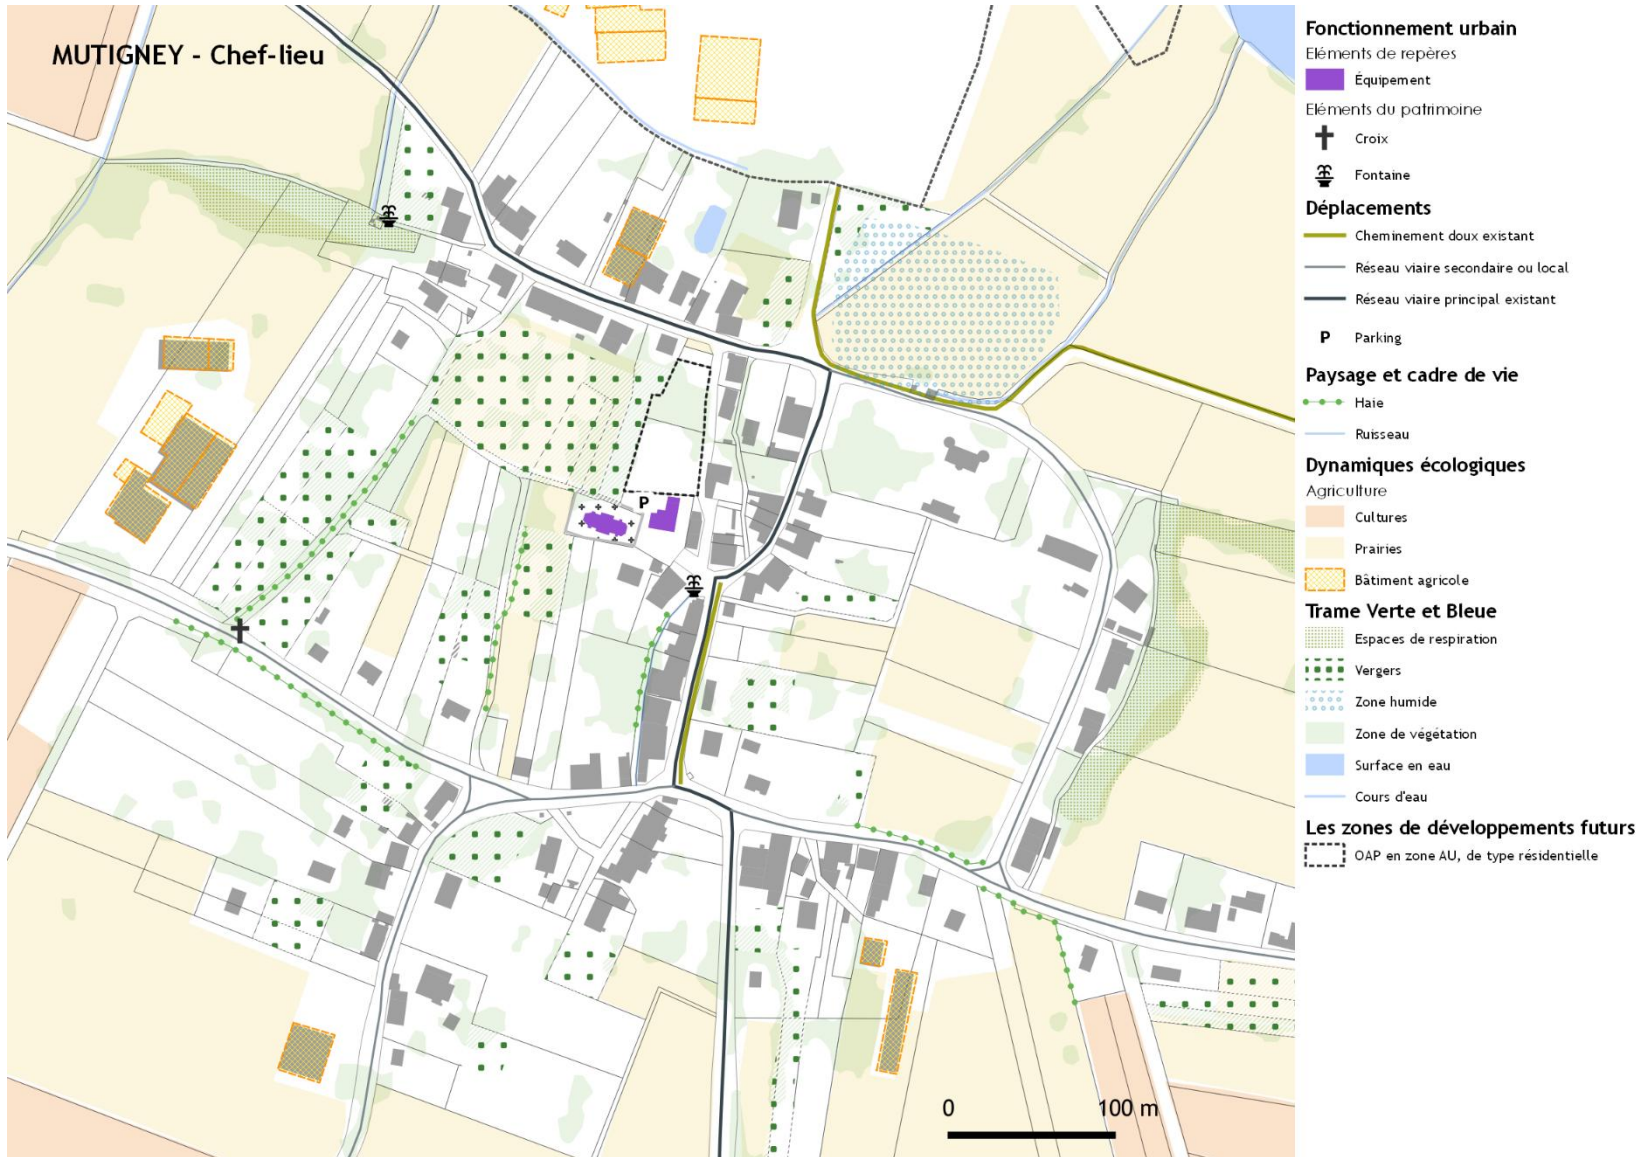 MUTIGNEY - Chef-lieu
P
0 100 m
Fonctionnement urbain
Eléments de repères
Équipement
Eléments du patrimoine
Croix
Fontaine
Déplacements
Cheminement doux existant
Réseau viaire secondaire ou local
Réseau viaire principal existant
P Parking
Paysage et cadre de vie
Haie
Ruisseau
Dynamiques écologiques
Agriculture
Cultures
Prairies
Bâtiment agricole
Trame Verte et Bleue
Espaces de respiration
Vergers
Zone humide
Zone de végétation
Surface en eau
Cours d'eau
Les zones de développements futurs
OAP en zone AU, de type résidentielle